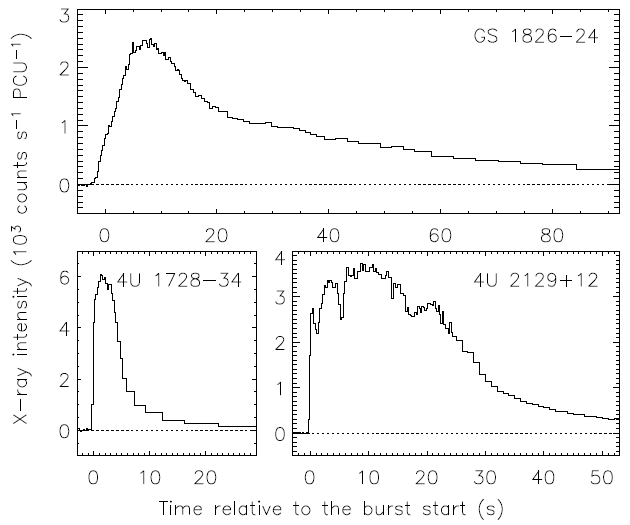 X-ray intensity (10³ counts s⁻¹ PCU⁻¹)
GS 1826−24
3
2
1
0
0 20 40 60 80
4U 1728−34
6
4
2
0
0 10 20
4U 2129+12
4
3
2
1
0
0 10 20 30 40 50
Time relative to the burst start (s)